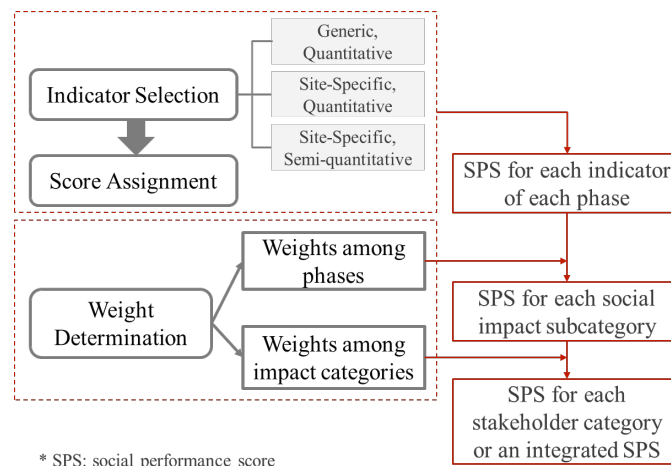 Generic,
Quantitative
Indicator Selection
Site-Specific,
Quantitative
Site-Specific,
Semi-quantitative
Score Assignment
SPS for each indicator
of each phase
Weights among
phases
Weight
Determination
SPS for each social
impact subcategory
Weights among
impact categories
SPS for each
stakeholder category
or an integrated SPS
* SPS: social performance score